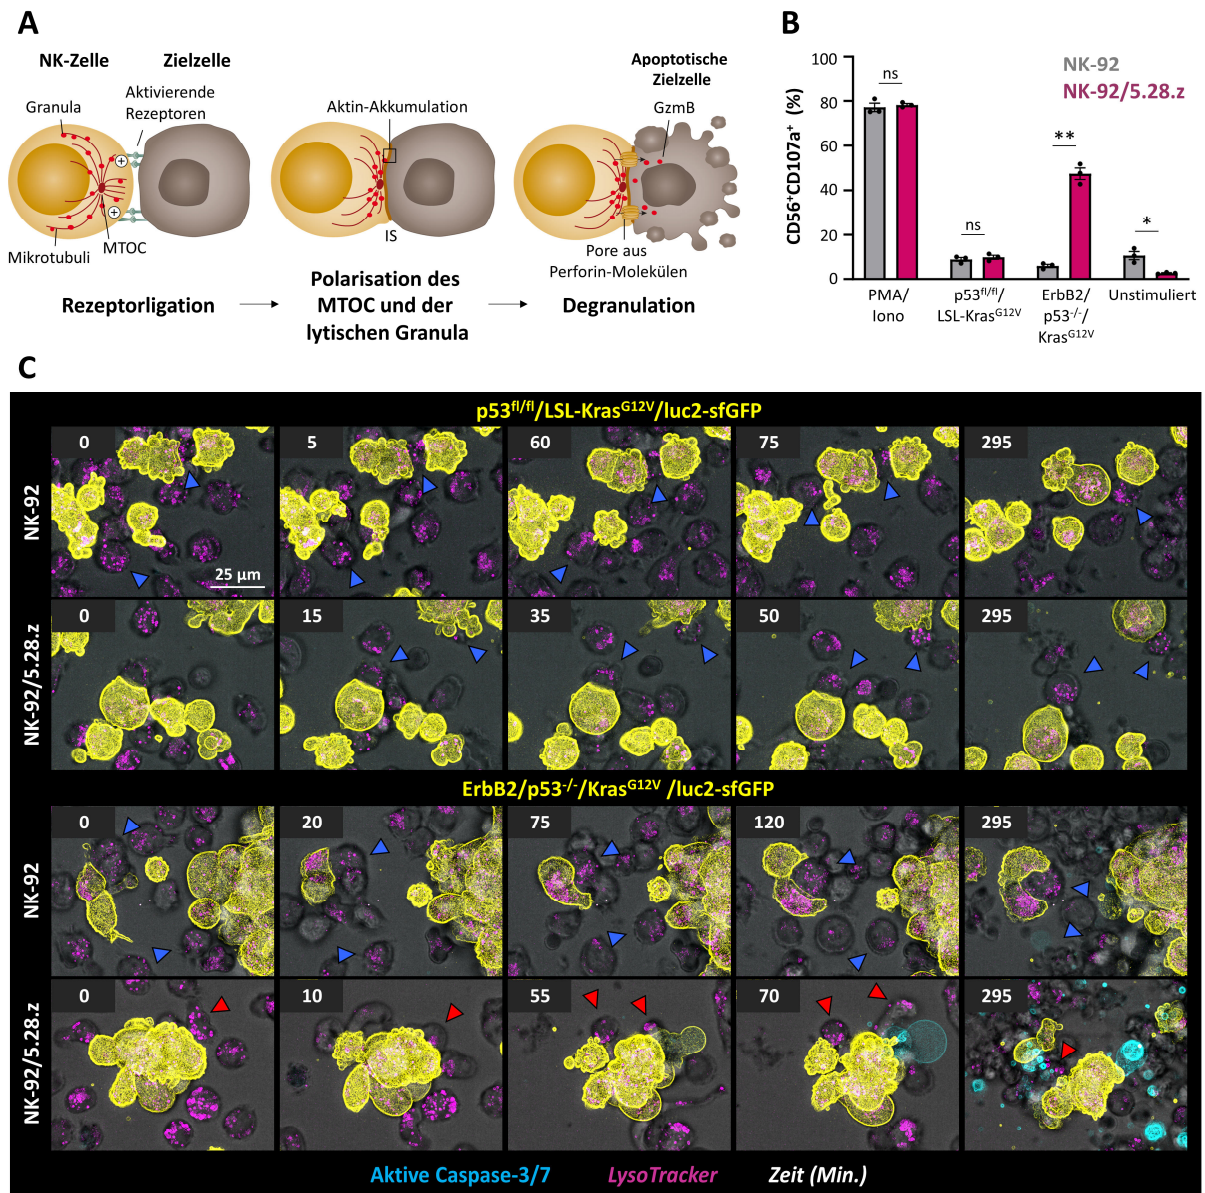 A
NK-Zelle
Zielzelle
Granula
Aktivierende
Rezeptoren
Mikrotubuli
MTOC
Aktin-Akkumulation
IS
Apoptotische
Zielzelle
GzmB
Pore aus
Perforin-Molekülen
Rezeptorligation
Polarisation des
MTOC und der
lytischen Granula
Degranulation
B
CD56⁺CD107a⁺ (%)
100
80
60
40
20
0
NK-92
NK-92/5.28.z
ns
ns
**
*
PMA/
Iono
p53ᶠˡ/ᶠˡ/
LSL-Krasᴳ¹²ⱽ
ErbB2/
p53⁻/⁻/
Krasᴳ¹²ⱽ
Unstimuliert
C
p53ᶠˡ/ᶠˡ/LSL-Krasᴳ¹²ⱽ/luc2-sfGFP
NK-92
0
5
60
75
295
25 µm
NK-92/5.28.z
0
15
35
50
295
ErbB2/p53⁻/⁻/Krasᴳ¹²ⱽ /luc2-sfGFP
NK-92
0
20
75
120
295
NK-92/5.28.z
0
10
55
70
295
Aktive Caspase-3/7 LysoTracker Zeit (Min.)